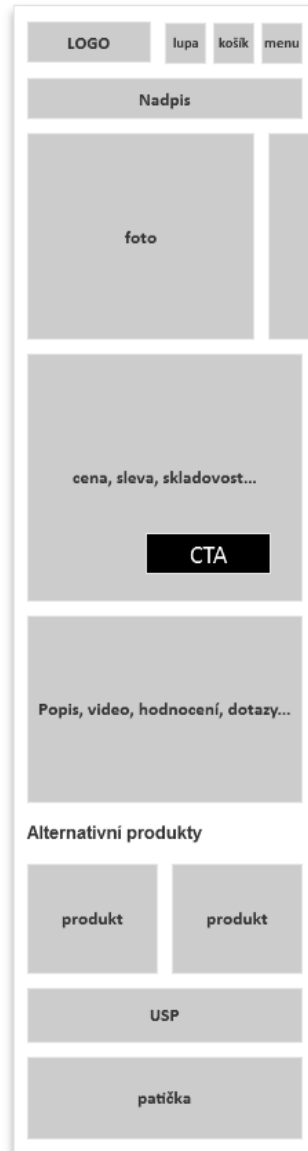 LOGO
lupa
košík
menu
Nadpis
foto
cena, sleva, skladovost...
CTA
Popis, video, hodnocení, dotazy...
Alternativní produkty
produkt
produkt
USP
patička